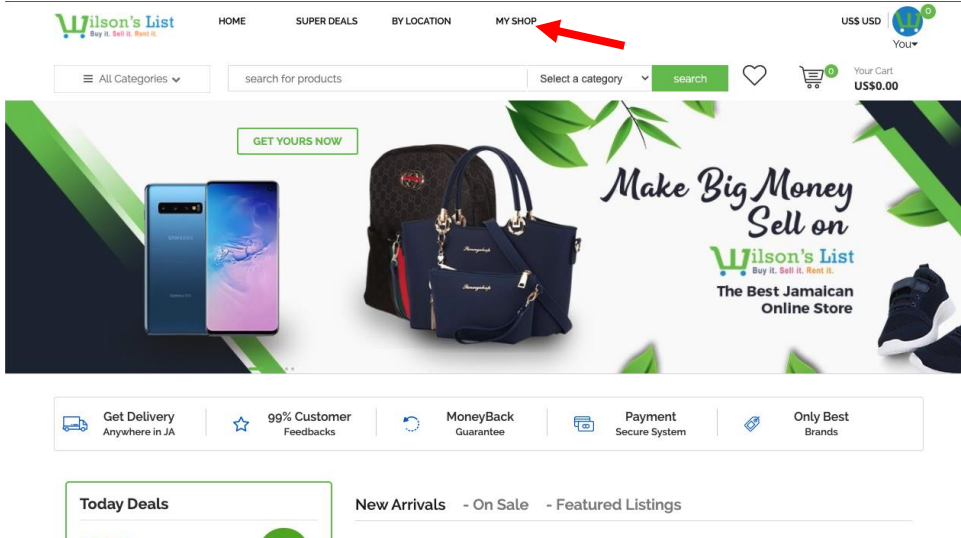 Wilson's List
Buy it. Sell it. Rent it.
HOME
SUPER DEALS
BY LOCATION
MY SHOP
US$ USD
0
You
All Categories
search for products
Select a category
search
0
Your Cart
US$0.00
GET YOURS NOW
SAMSUNG
Make Big Money
Sell on
Wilson's List
Buy it. Sell it. Rent it.
The Best Jamaican
Online Store
Get Delivery
Anywhere in JA
99% Customer
Feedbacks
MoneyBack
Guarantee
Payment
Secure System
Only Best
Brands
Today Deals
New Arrivals - On Sale - Featured Listings